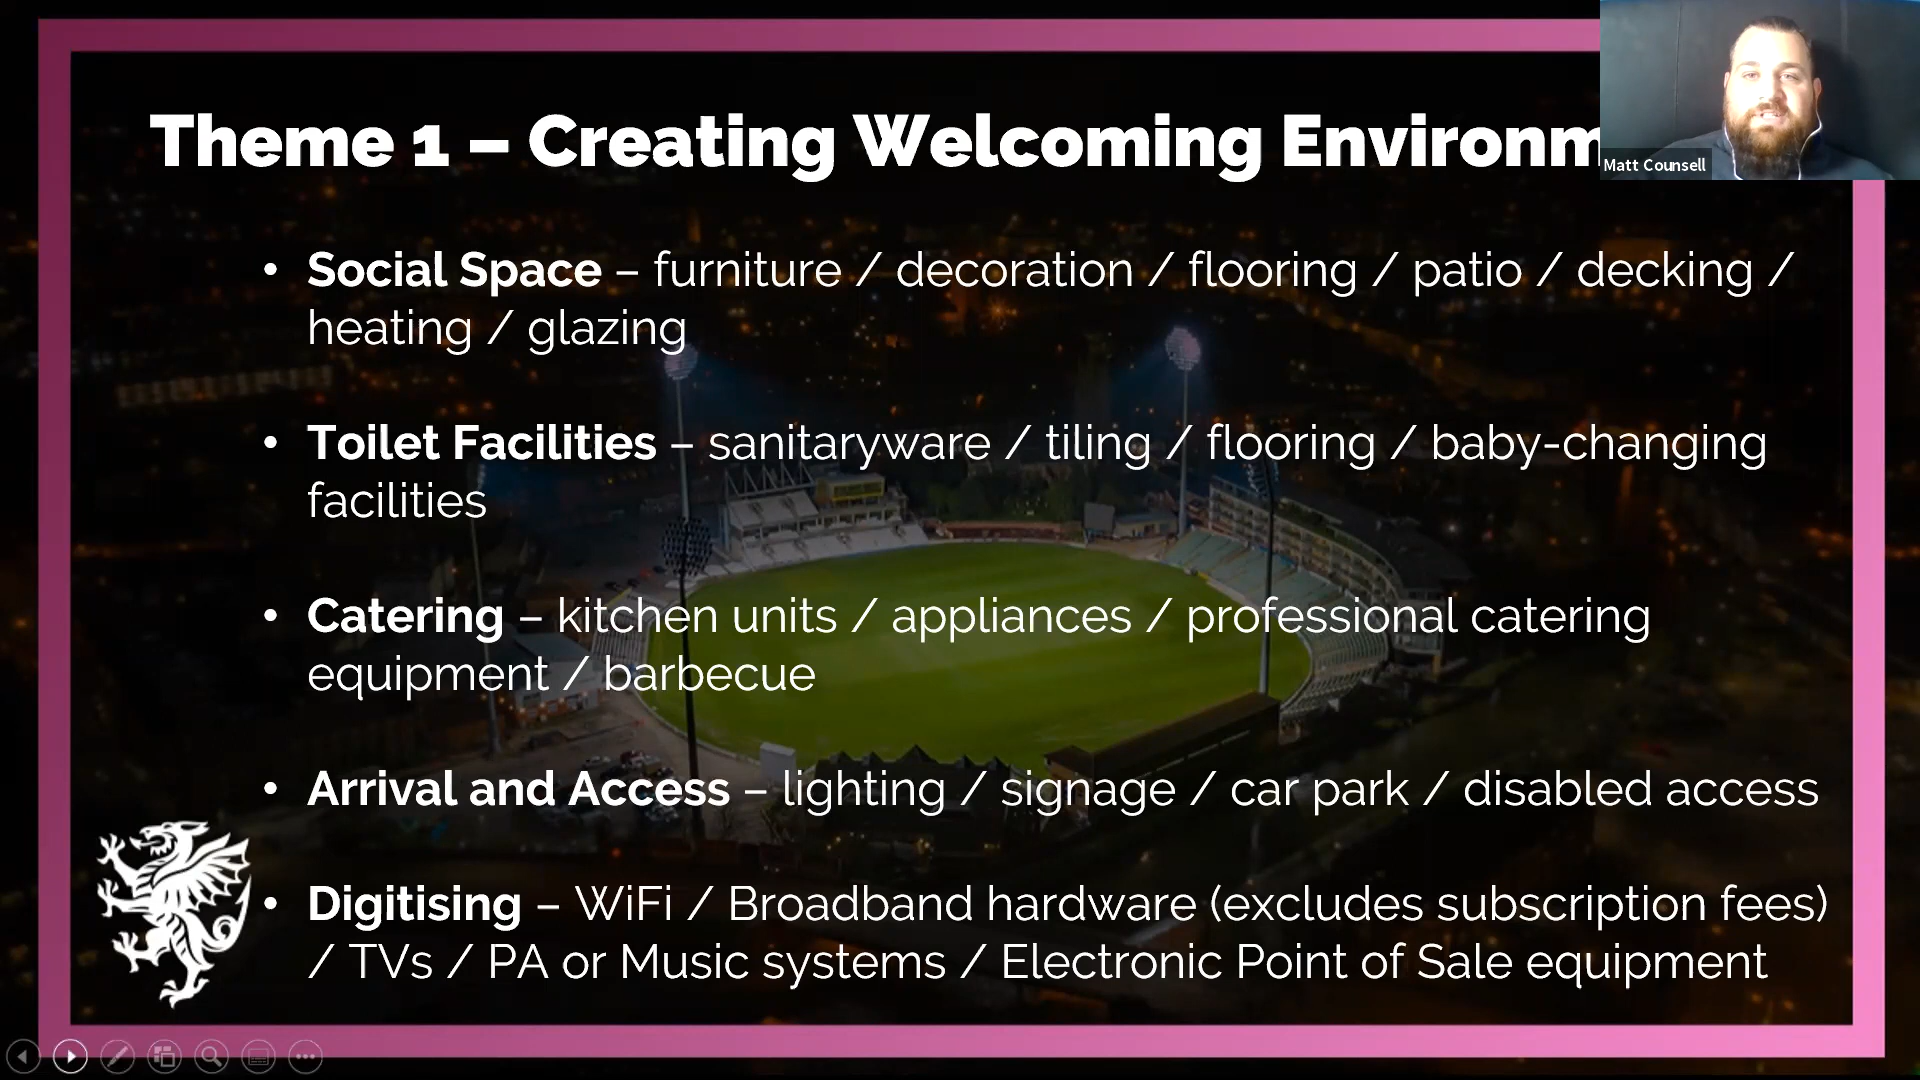 Theme 1 – Creating Welcoming Environm
Matt Counsell
• Social Space – furniture / decoration / flooring / patio / decking /
heating / glazing
• Toilet Facilities – sanitaryware / tiling / flooring / baby-changing
facilities
• Catering – kitchen units / appliances / professional catering
equipment / barbecue
• Arrival and Access – lighting / signage / car park / disabled access
• Digitising – WiFi / Broadband hardware (excludes subscription fees)
/ TVs / PA or Music systems / Electronic Point of Sale equipment